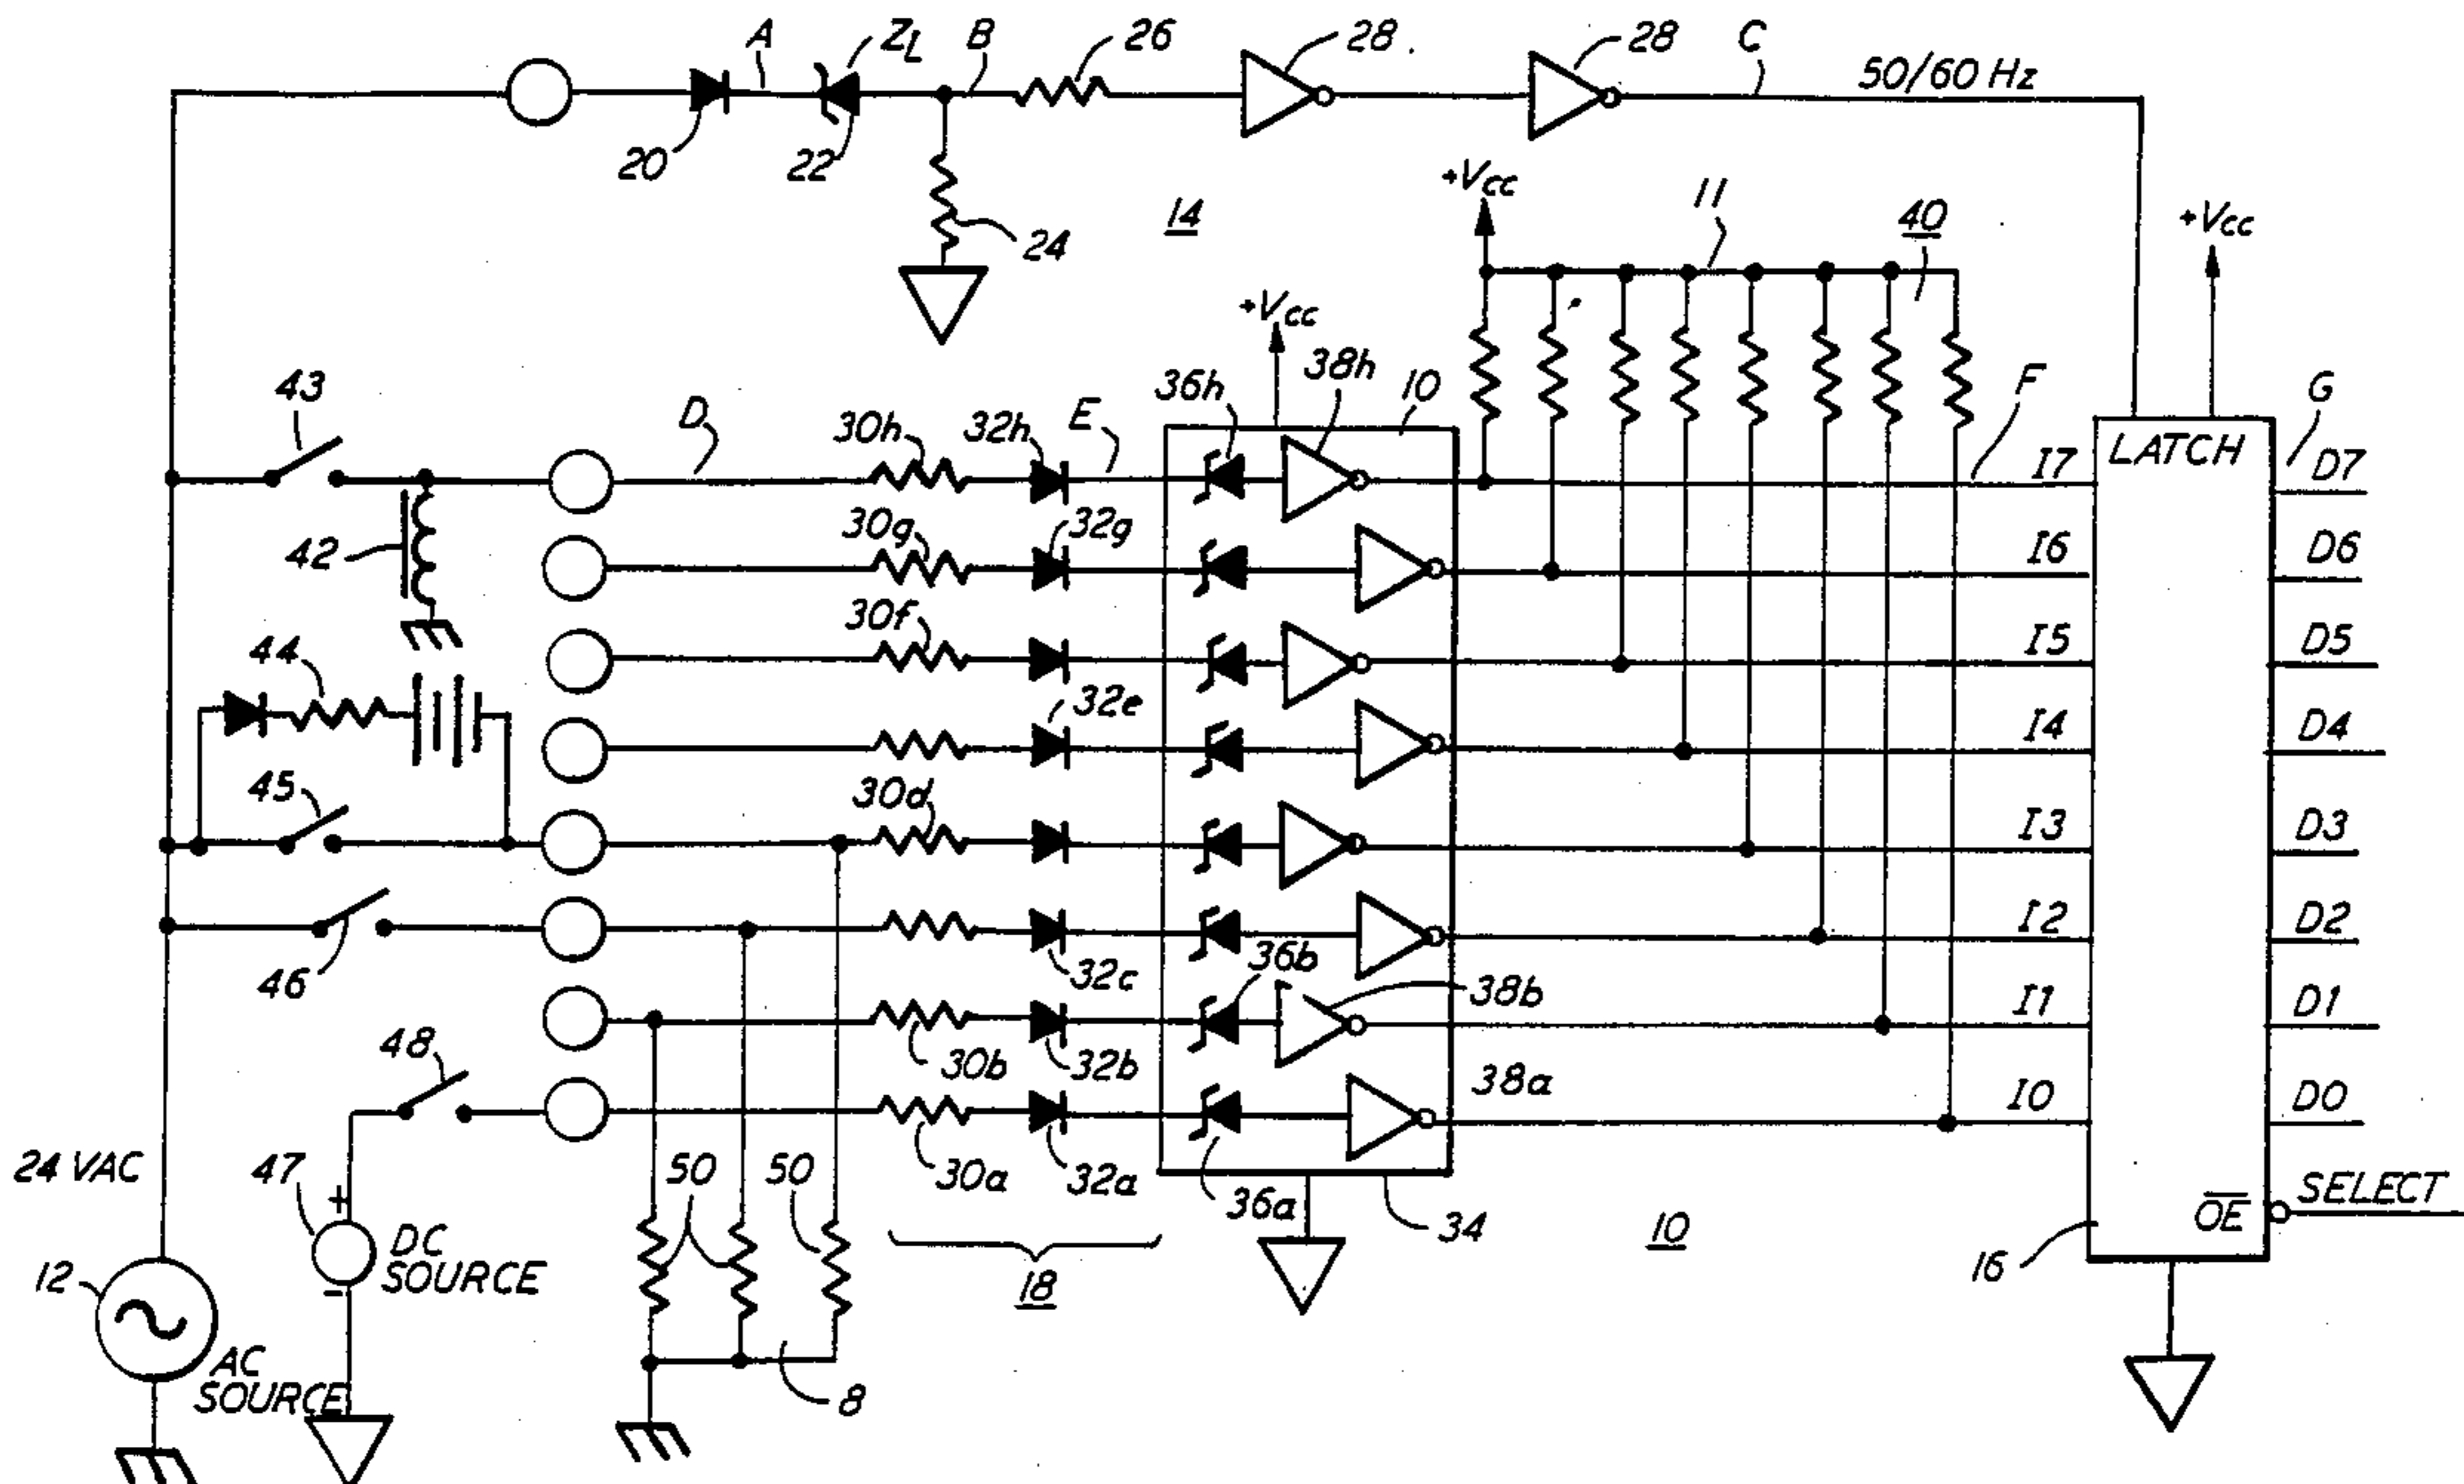 A
Z_L
B
26
28
28
C
50/60 Hz
20
22
24
14
+Vcc
11
40
+Vcc
+Vcc
43
D
30h
32h
E
36h
38h
10
F
G
LATCH
I7
D7
42
30g
32g
I6
D6
30f
I5
D5
44
32e
I4
D4
45
30d
I3
D3
46
32c
36b
38b
I2
D2
48
30b
32b
I1
D1
38a
I0
D0
24 VAC
47
+
DC
SOURCE
-
50
50
30a
32a
36a
34
10
16
OE
SELECT
18
12
AC
SOURCE
8